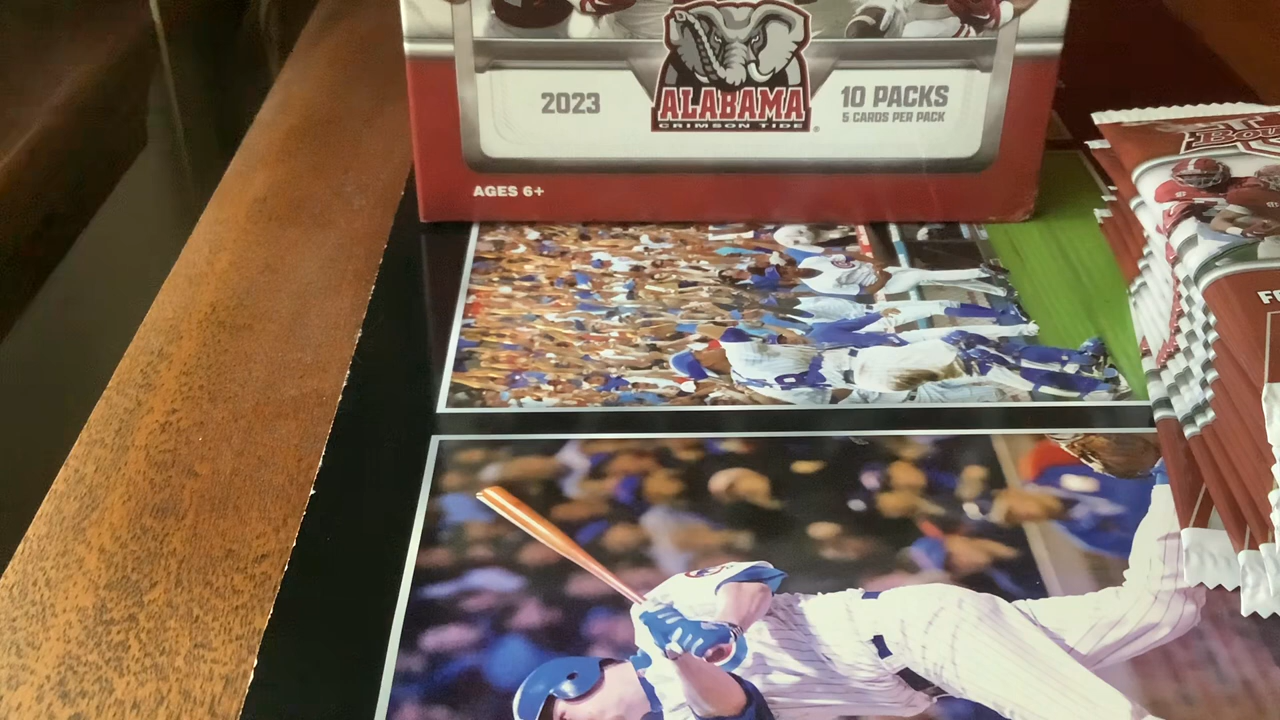 2023
ALABAMA
CRIMSON TIDE
10 PACKS
5 CARDS PER PACK
AGES 6+